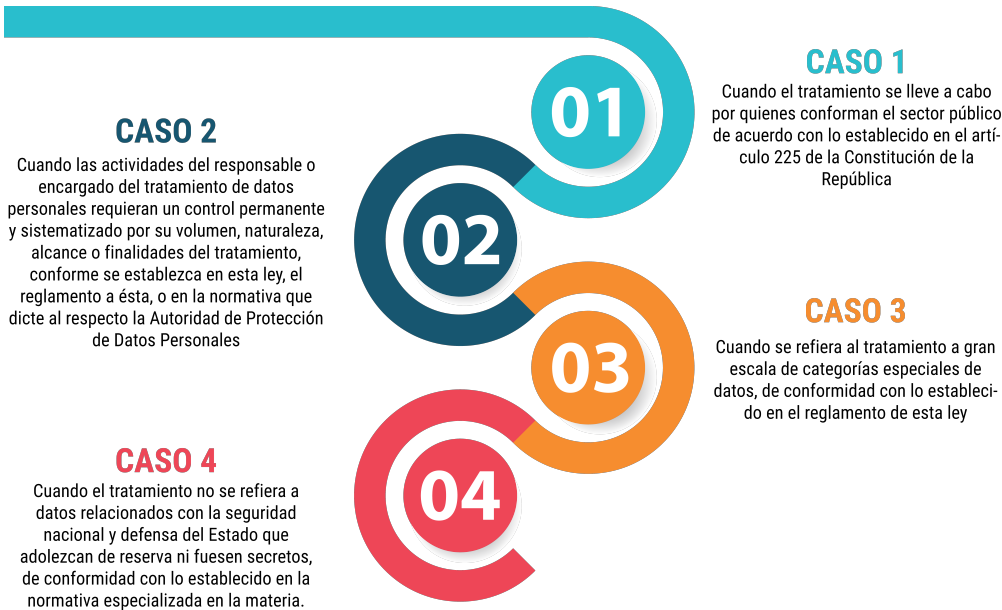 01
CASO 1
Cuando el tratamiento se lleve a cabo
por quienes conforman el sector público
de acuerdo con lo establecido en el artí-
culo 225 de la Constitución de la
República
02
CASO 2
Cuando las actividades del responsable o
encargado del tratamiento de datos
personales requieran un control permanente
y sistematizado por su volumen, naturaleza,
alcance o finalidades del tratamiento,
conforme se establezca en esta ley, el
reglamento a ésta, o en la normativa que
dicte al respecto la Autoridad de Protección
de Datos Personales
03
CASO 3
Cuando se refiera al tratamiento a gran
escala de categorías especiales de
datos, de conformidad con lo estableci-
do en el reglamento de esta ley
04
CASO 4
Cuando el tratamiento no se refiera a
datos relacionados con la seguridad
nacional y defensa del Estado que
adolezcan de reserva ni fuesen secretos,
de conformidad con lo establecido en la
normativa especializada en la materia.